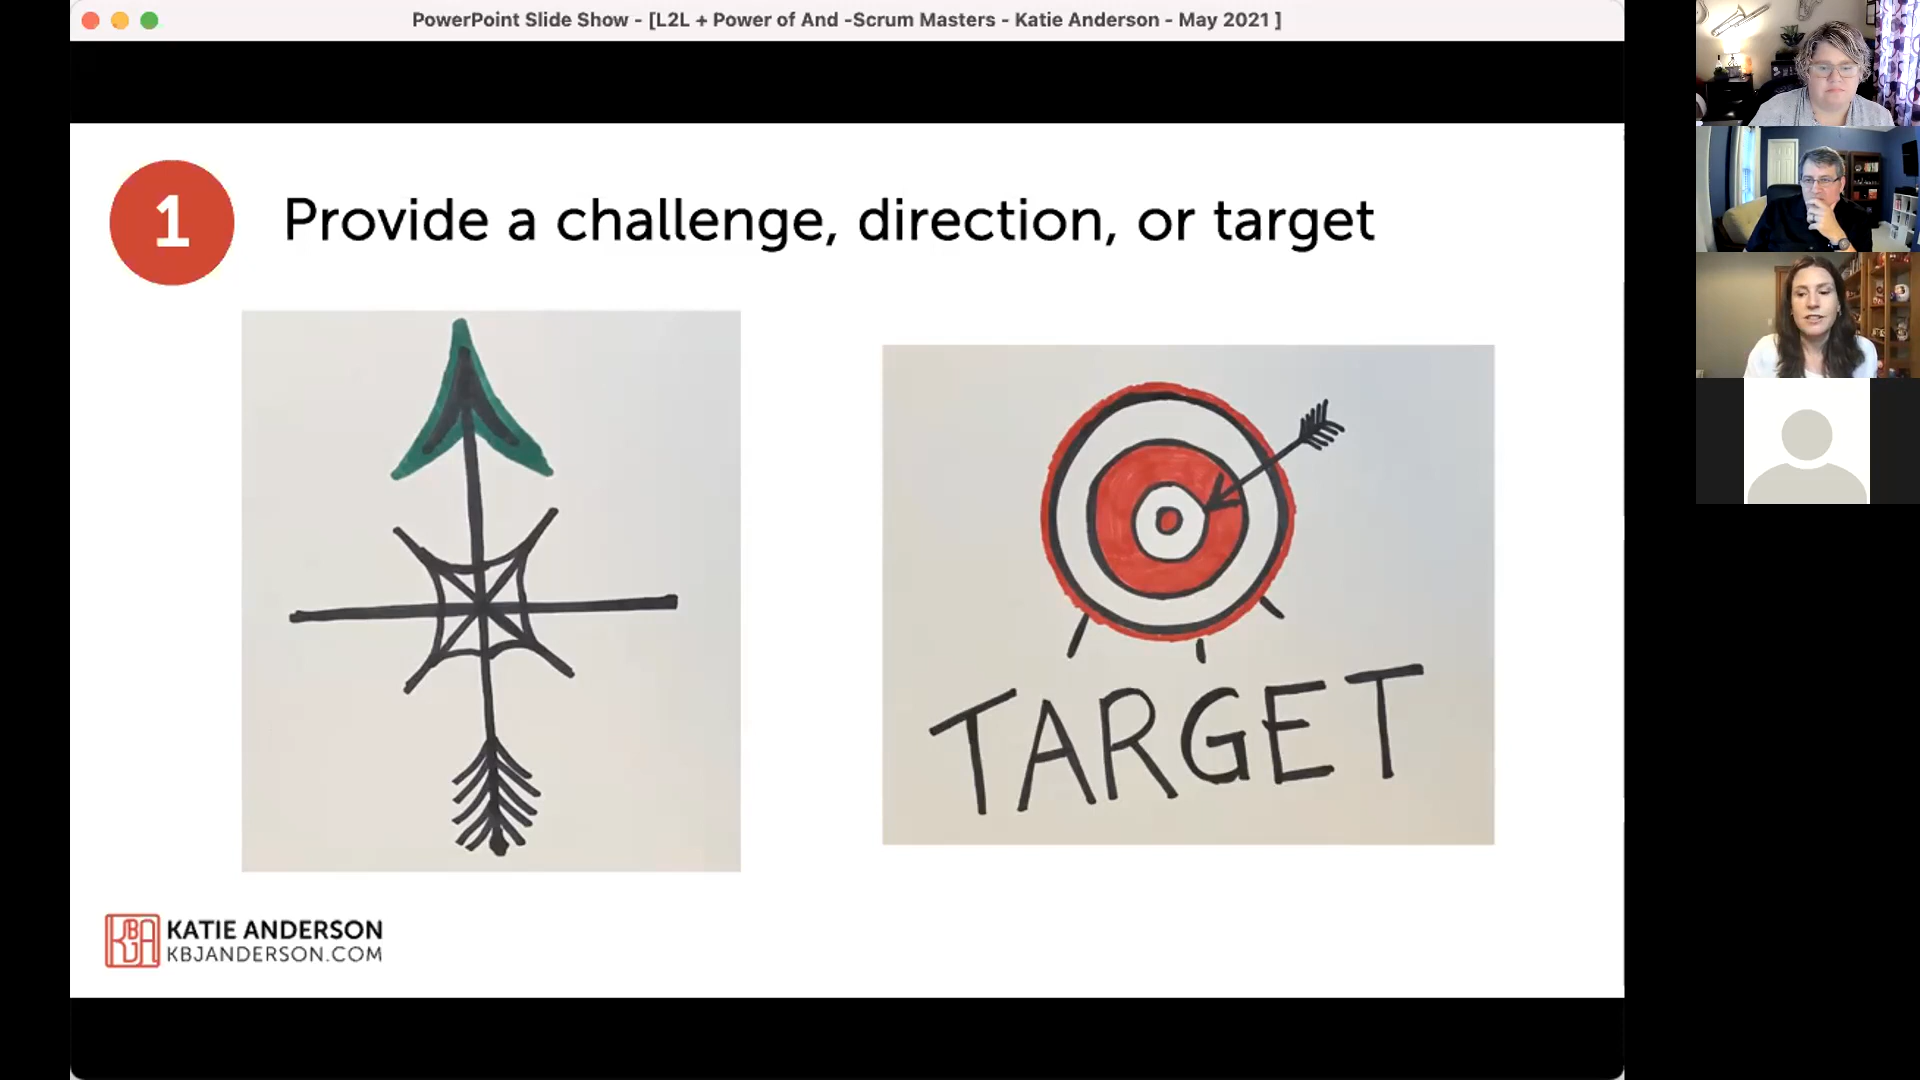 PowerPoint Slide Show - [L2L + Power of And -Scrum Masters - Katie Anderson - May 2021 ]
1
Provide a challenge, direction, or target
TARGET
KBJA
KATIE ANDERSON
KBJANDERSON.COM